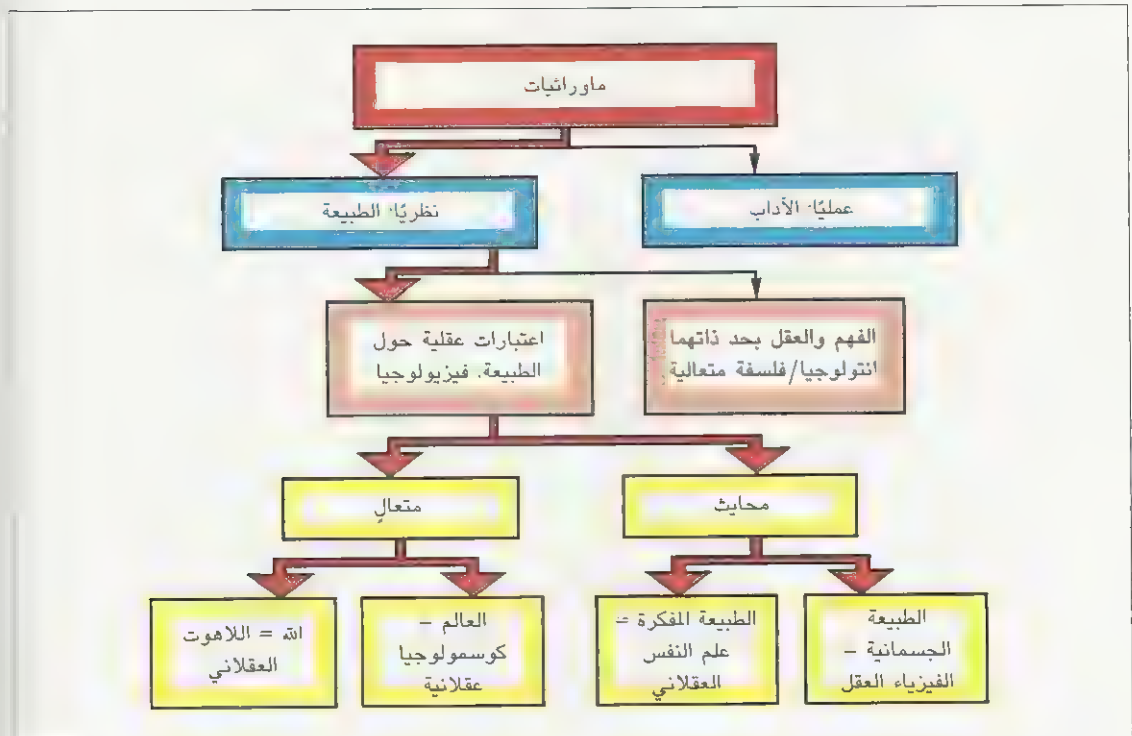 ماورائيات
عمليًا: الآداب
نظريًا: الطبيعة
الفهم والعقل بحد ذاتهما
انتولوجيا/فلسفة متعالية
اعتبارات عقلية حول
الطبيعة. فيزيولوجيا
محايث
متعالٍ
الطبيعة
الجسمانية –
الفيزياء العقل
الطبيعة المفكرة =
علم النفس
العقلاني
العالم –
كوسمولوجيا
عقلانية
الله = اللاهوت
العقلاني